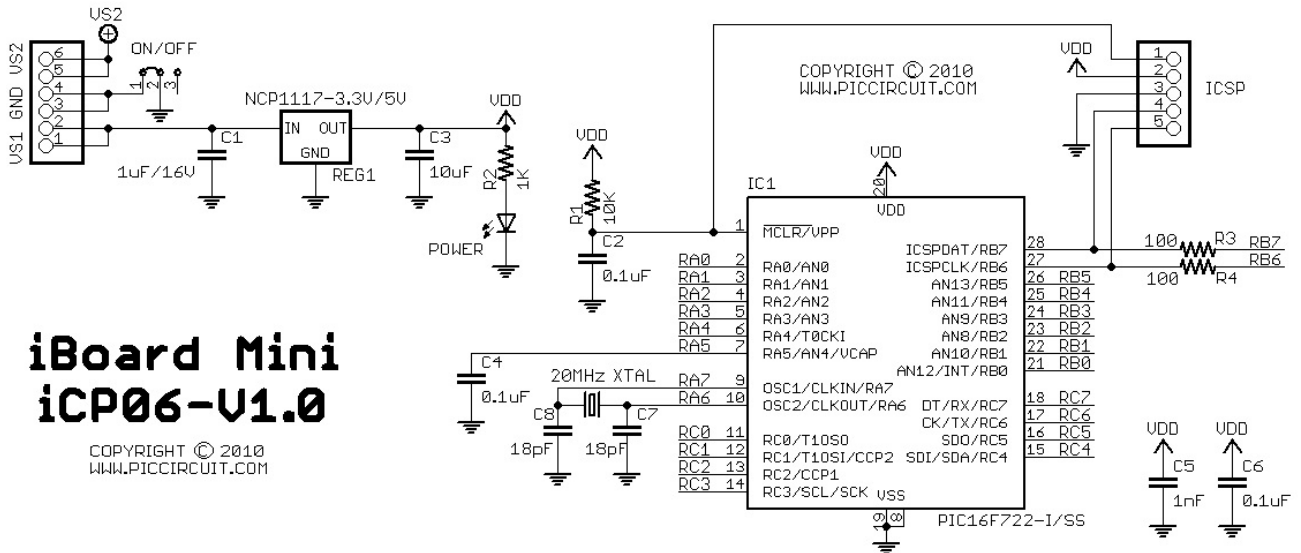 VS2
ON/OFF
VS1 GND VS2
6
5
4
3
2
1
1 2 3
NCP1117-3.3V/5V
IN OUT
GND
REG1
C1
1uF/16V
C3
10uF
VDD
R2
1K
POWER
VDD
R1
10K
C2
0.1uF
COPYRIGHT © 2010
WWW.PICCIRCUIT.COM
VDD
1
2
3
4
5
ICSP
VDD
20
IC1
VDD
1 MCLR/VPP
RA0 2 RA0/AN0
RA1 3 RA1/AN1
RA2 4 RA2/AN2
RA3 5 RA3/AN3
RA4 6 RA4/T0CKI
RA5 7 RA5/AN4/VCAP
RA7 9 OSC1/CLKIN/RA7
RA6 10 OSC2/CLKOUT/RA6
RC0 11 RC0/T1OSO
RC1 12 RC1/T1OSI/CCP2
RC2 13 RC2/CCP1
RC3 14 RC3/SCL/SCK
ICSPDAT/RB7 28
ICSPCLK/RB6 27
AN13/RB5 26 RB5
AN11/RB4 25 RB4
AN9/RB3 24 RB3
AN8/RB2 23 RB2
AN10/RB1 22 RB1
AN12/INT/RB0 21 RB0
DT/RX/RC7 18 RC7
CK/TX/RC6 17 RC6
SDO/RC5 16 RC5
SDI/SDA/RC4 15 RC4
VSS
19 8
PIC16F722-I/SS
100 R3 RB7
100 R4 RB6
C4
0.1uF
20MHz XTAL
C8
18pF
C7
18pF
VDD
C5
1nF
VDD
C6
0.1uF
iBoard Mini
iCP06-V1.0
COPYRIGHT © 2010
WWW.PICCIRCUIT.COM